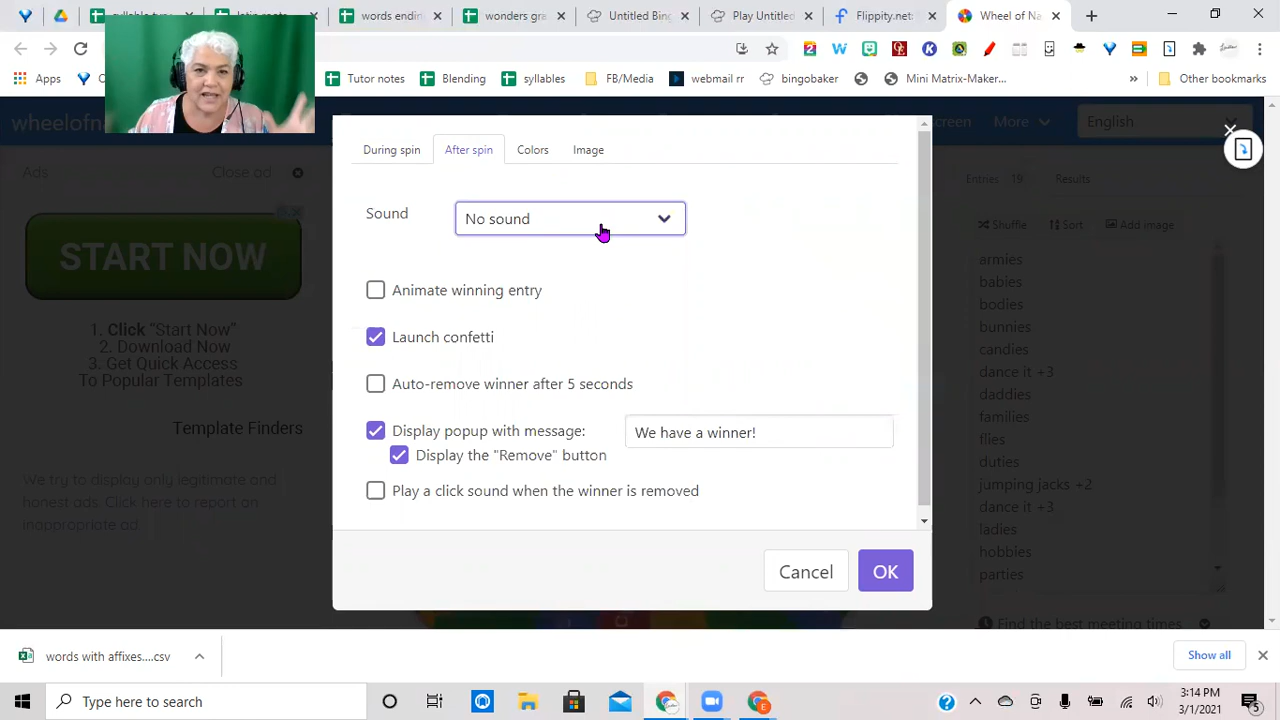 words endin
wonders gra
Untitled Bing
Play Untitled
Flippity.net:
Wheel of Na
Apps
Tutor notes
Blending
syllables
FB/Media
webmail rr
bingobaker
Mini Matrix-Maker...
»
Other bookmarks
wheelofna
reen
More
English
Ads
Close ad
START NOW
1. Click "Start Now"
2. Download Now
3. Get Quick Access
To Popular Templates
Template Finders
We try to display only legitimate and
honest ads. Click here to report an
inappropriate ad.
During spin
After spin
Colors
Image
Sound
No sound
Animate winning entry
Launch confetti
Auto-remove winner after 5 seconds
Display popup with message:
We have a winner!
Display the "Remove" button
Play a click sound when the winner is removed
Cancel
OK
Entries 19
Results
Shuffle
Sort
Add image
armies
babies
bodies
bunnies
candies
dance it +3
daddies
families
flies
duties
jumping jacks +2
dance it +3
ladies
hobbies
parties
Find the best meeting times
words with affixes....csv
Show all
Type here to search
3:14 PM
3/1/2021
5